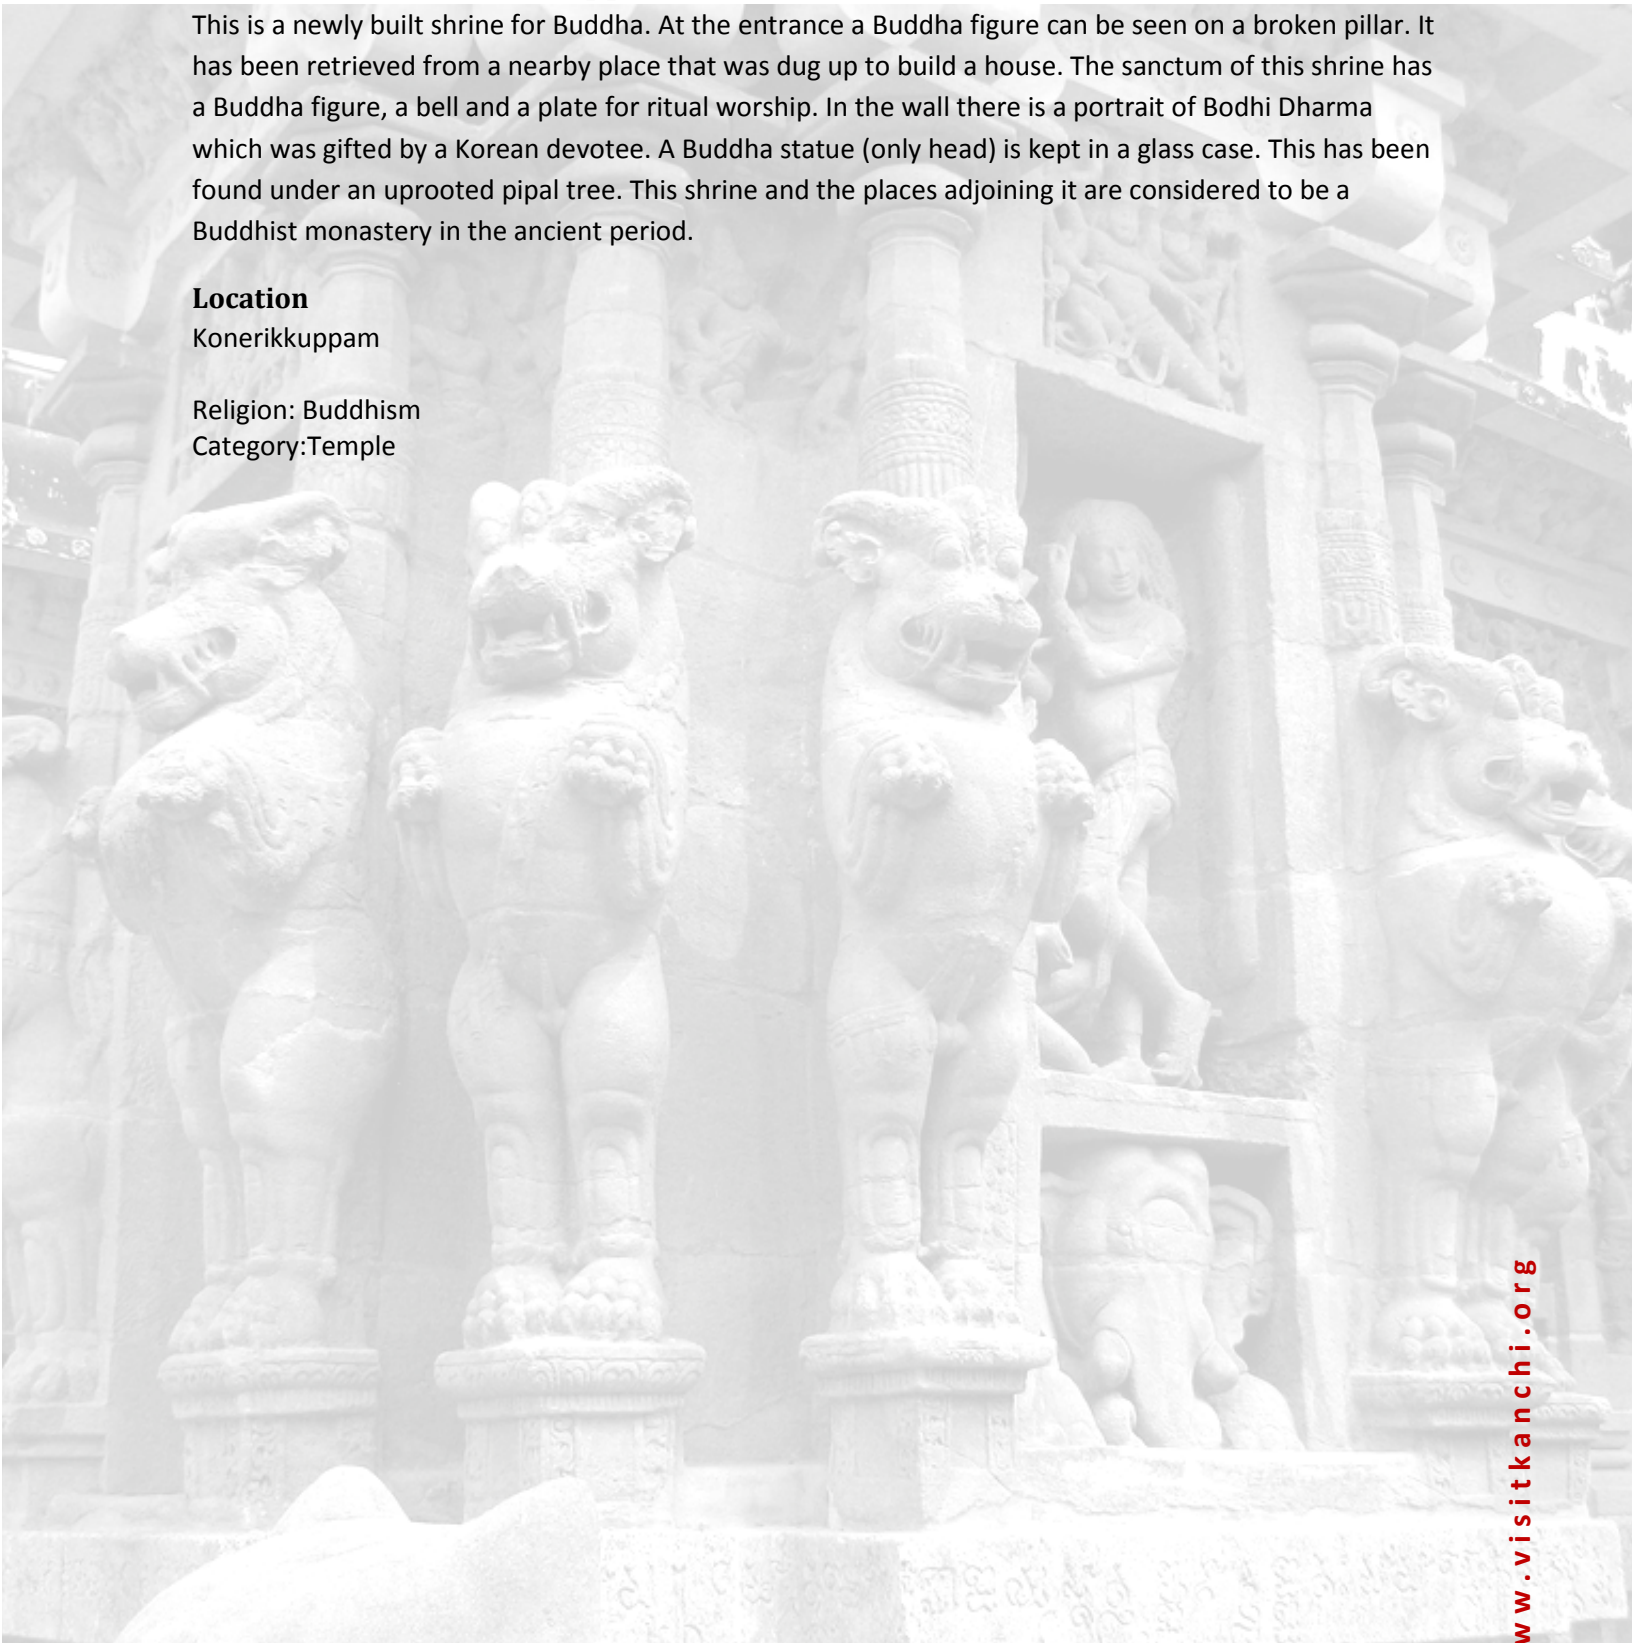 This is a newly built shrine for Buddha. At the entrance a Buddha figure can be seen on a broken pillar. It
has been retrieved from a nearby place that was dug up to build a house. The sanctum of this shrine has
a Buddha figure, a bell and a plate for ritual worship. In the wall there is a portrait of Bodhi Dharma
which was gifted by a Korean devotee. A Buddha statue (only head) is kept in a glass case. This has been
found under an uprooted pipal tree. This shrine and the places adjoining it are considered to be a
Buddhist monastery in the ancient period.
Location
Konerikkuppam
Religion: Buddhism
Category:Temple
w w . v i s i t k a n c h i . o r g